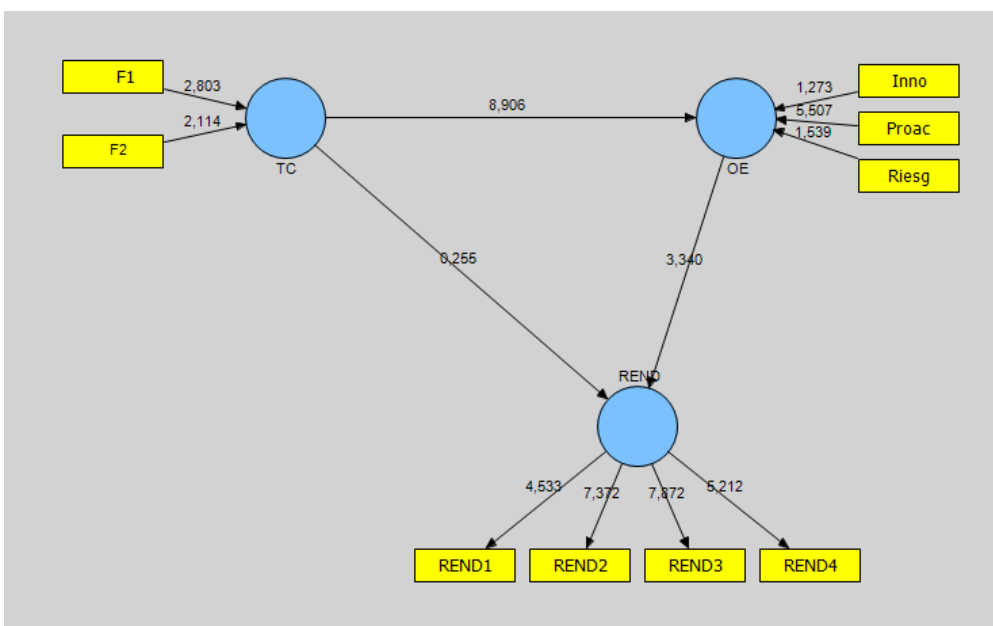 F1
2,803
F2
2,114
TC
8,906
OE
1,273
Inno
5,507
Proac
1,539
Riesg
0,255
3,340
REND
4,533
7,372
7,872
5,212
REND1
REND2
REND3
REND4